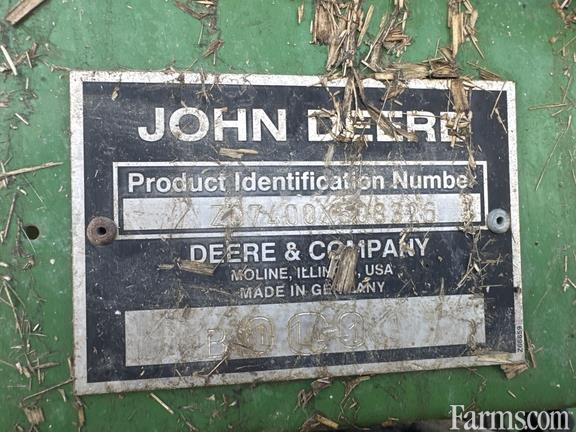 JOHN DEERE
Product Identification Number
DEERE & COMPANY
MOLINE, ILLINOIS, USA
MADE IN GERMANY
Farms.com